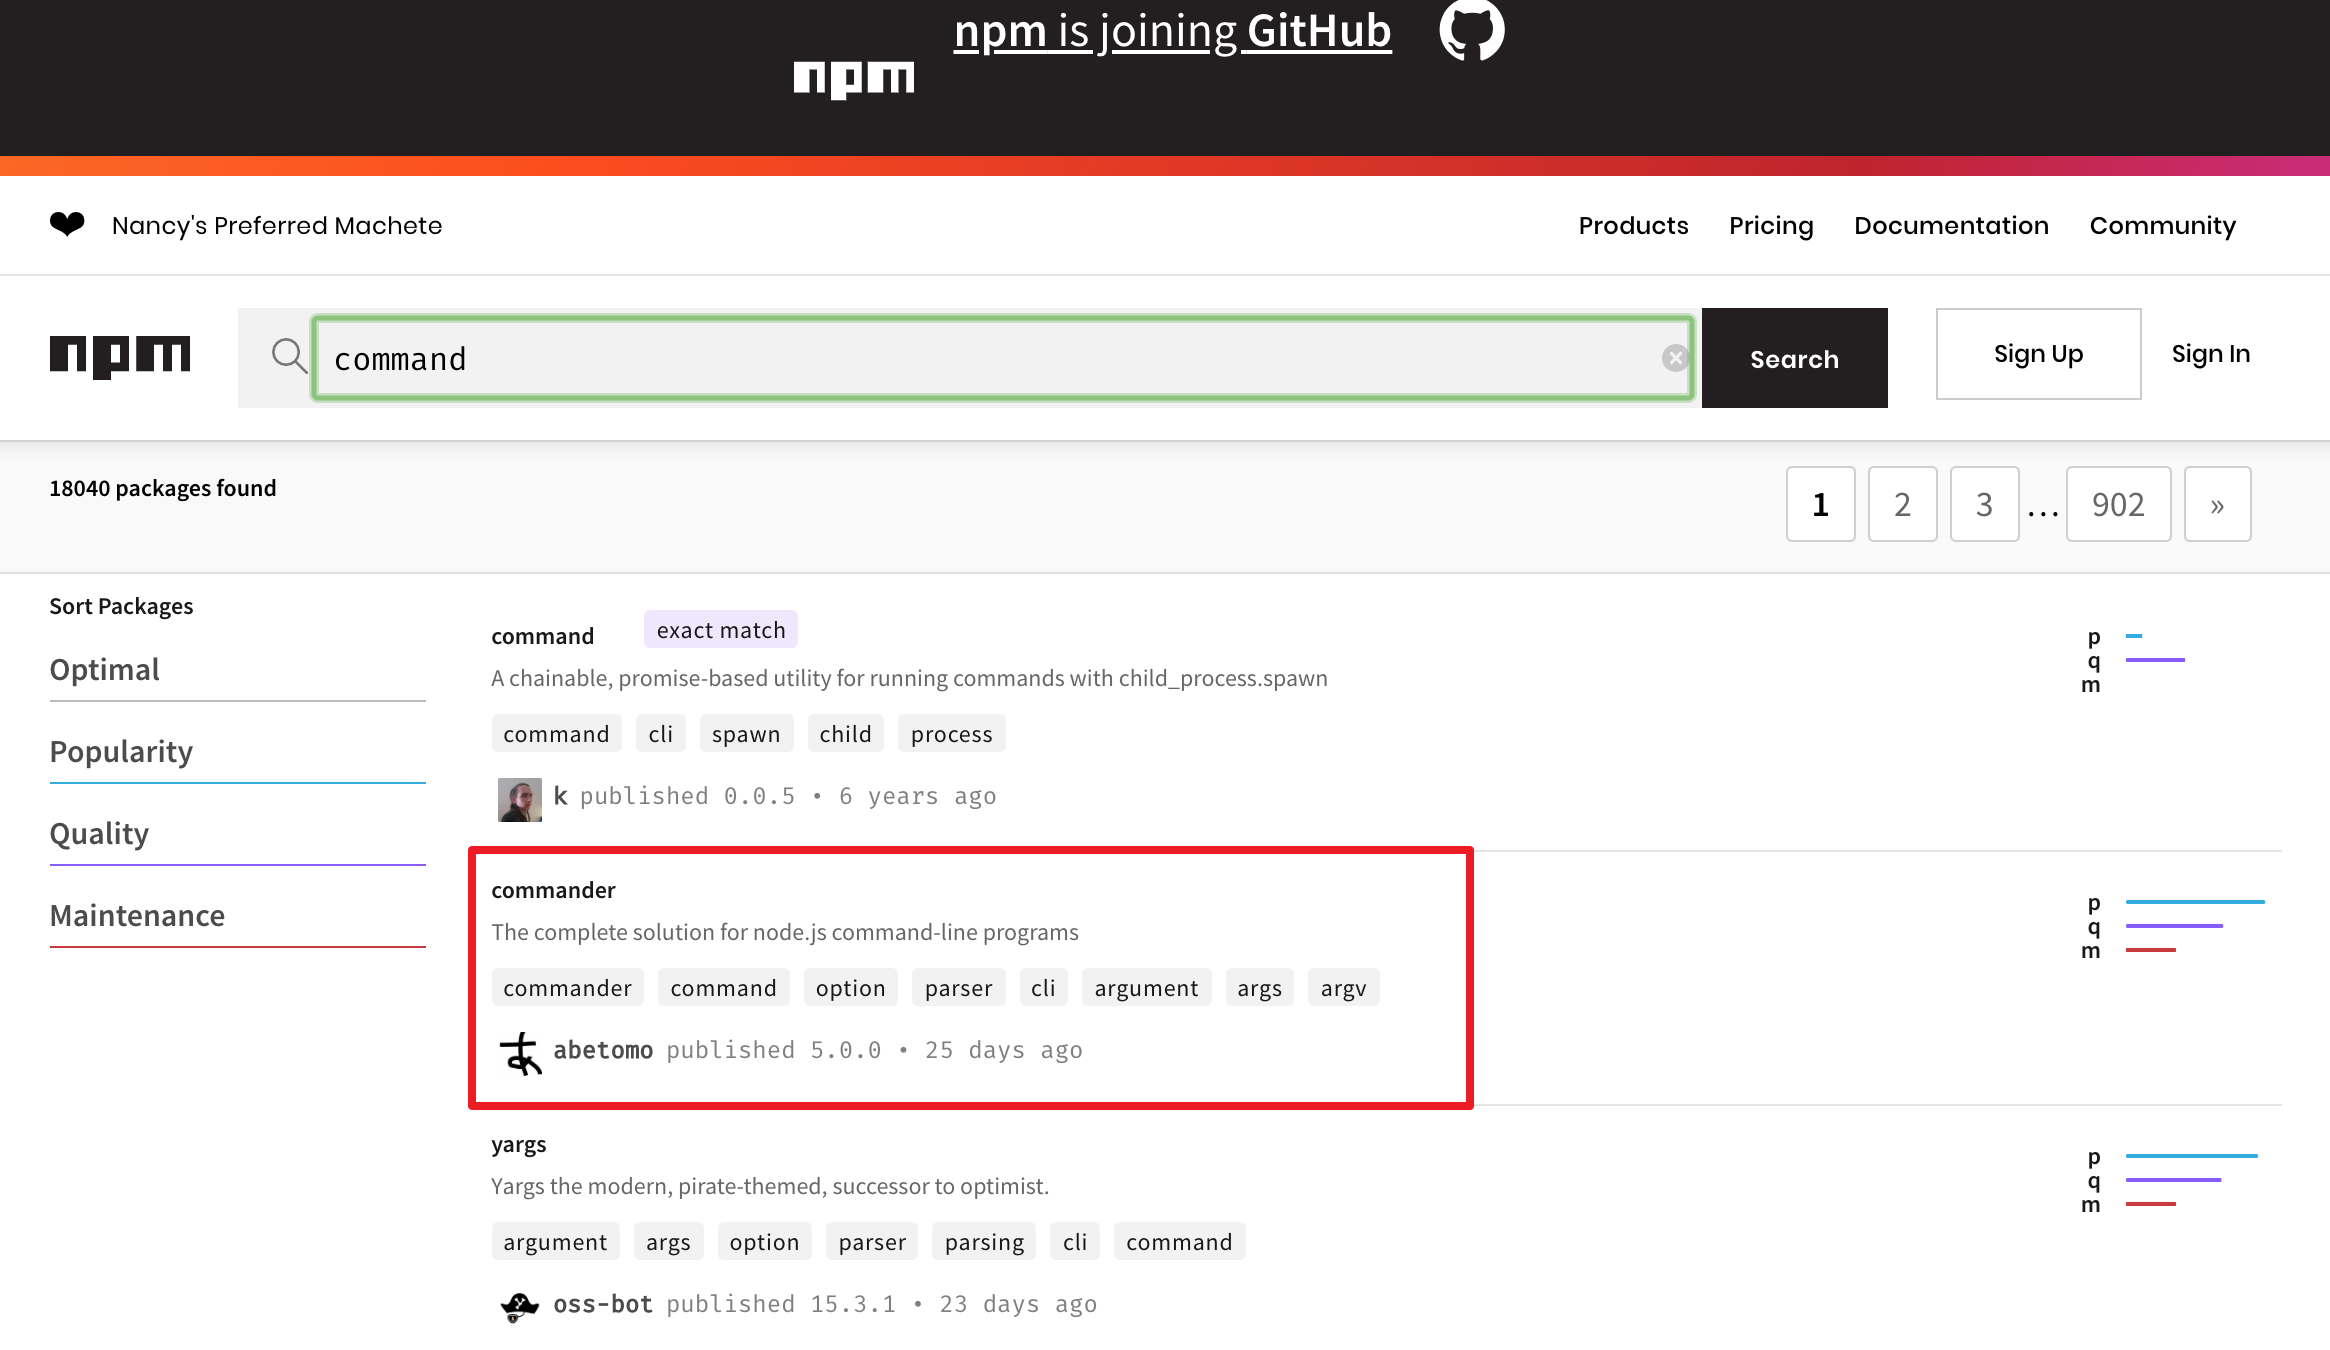 npm is joining GitHub
npm
Nancy's Preferred Machete
Products Pricing Documentation Community
npm
command
Search
Sign Up
Sign In
18040 packages found
1 2 3 ... 902 »
Sort Packages
Optimal
Popularity
Quality
Maintenance
command exact match
A chainable, promise-based utility for running commands with child_process.spawn
command cli spawn child process
k published 0.0.5 • 6 years ago
p
q
m
commander
The complete solution for node.js command-line programs
commander command option parser cli argument args argv
あ abetomo published 5.0.0 • 25 days ago
p
q
m
yargs
Yargs the modern, pirate-themed, successor to optimist.
argument args option parser parsing cli command
oss-bot published 15.3.1 • 23 days ago
p
q
m